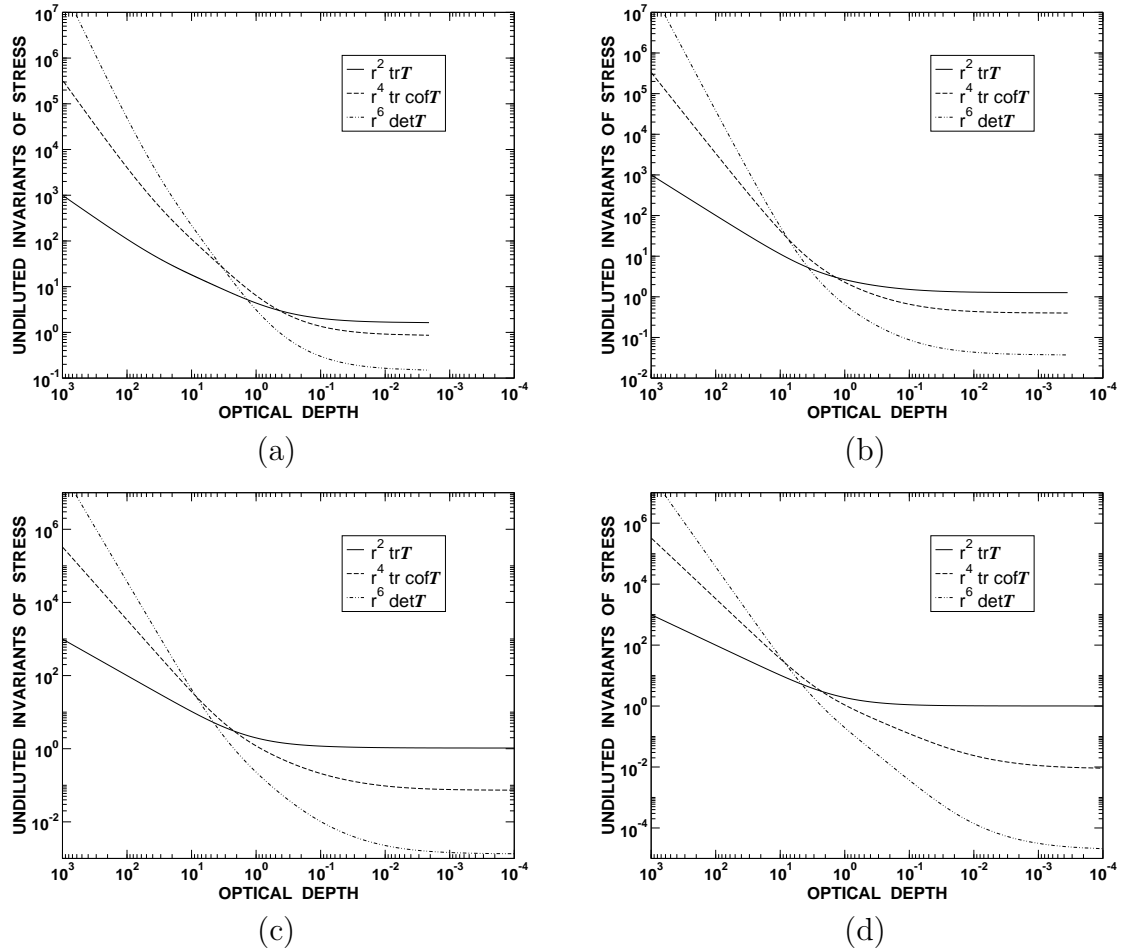 UNDILUTED INVARIANTS OF STRESS
10^7
10^6
10^5
10^4
10^3
10^2
10^1
10^0
10^-1
r^2 trT
r^4 tr cofT
r^6 detT
10^3 10^2 10^1 10^0 10^-1 10^-2 10^-3 10^-4
OPTICAL DEPTH
(a)
UNDILUTED INVARIANTS OF STRESS
10^7
10^6
10^5
10^4
10^3
10^2
10^1
10^0
10^-1
10^-2
r^2 trT
r^4 tr cofT
r^6 detT
10^3 10^2 10^1 10^0 10^-1 10^-2 10^-3 10^-4
OPTICAL DEPTH
(b)
UNDILUTED INVARIANTS OF STRESS
10^6
10^4
10^2
10^0
10^-2
r^2 trT
r^4 tr cofT
r^6 detT
10^3 10^2 10^1 10^0 10^-1 10^-2 10^-3 10^-4
OPTICAL DEPTH
(c)
UNDILUTED INVARIANTS OF STRESS
10^6
10^4
10^2
10^0
10^-2
10^-4
r^2 trT
r^4 tr cofT
r^6 detT
10^3 10^2 10^1 10^0 10^-1 10^-2 10^-3 10^-4
OPTICAL DEPTH
(d)